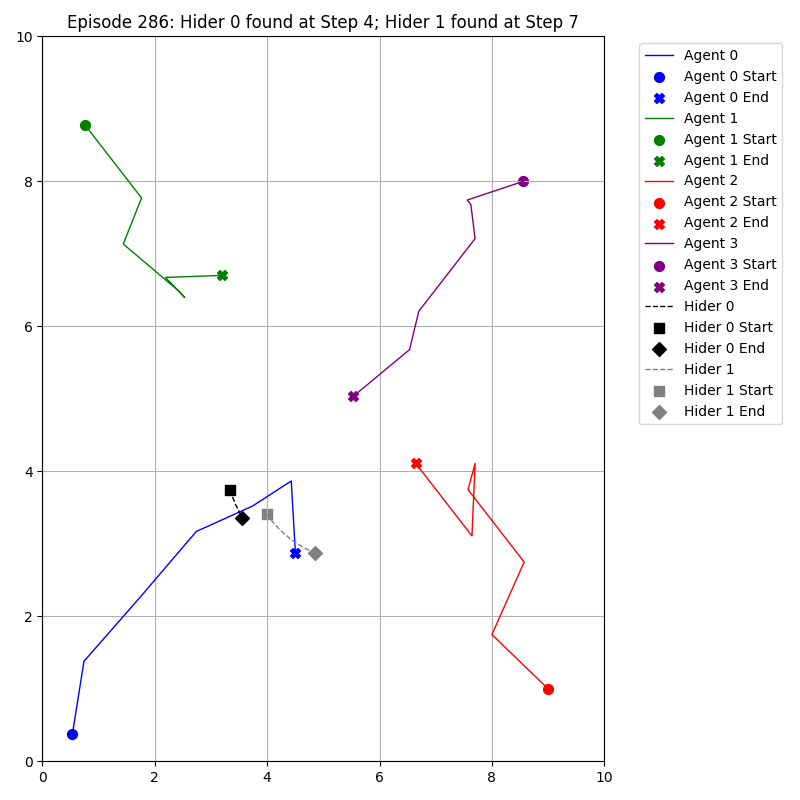 Episode 286: Hider 0 found at Step 4; Hider 1 found at Step 7
10
8
6
4
2
0
0 2 4 6 8 10
Agent 0
Agent 0 Start
Agent 0 End
Agent 1
Agent 1 Start
Agent 1 End
Agent 2
Agent 2 Start
Agent 2 End
Agent 3
Agent 3 Start
Agent 3 End
Hider 0
Hider 0 Start
Hider 0 End
Hider 1
Hider 1 Start
Hider 1 End